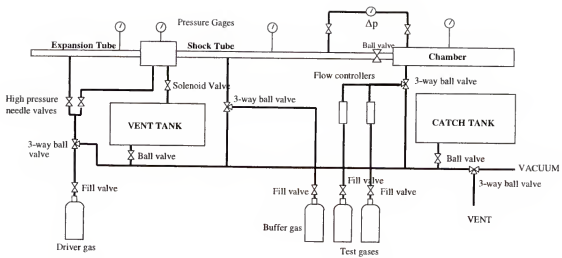 Pressure Gages
Δp
Expansion Tube
Shock Tube
Ball valve
Chamber
Solenoid Valve
Flow controllers
3-way ball valve
High pressure
needle valves
3-way ball valve
VENT TANK
CATCH TANK
3-way ball
valve
Ball valve
Ball valve
VACUUM
Fill valve
Fill valve
Fill valve
Fill valve
3-way ball valve
Buffer gas
VENT
Driver gas
Test gases